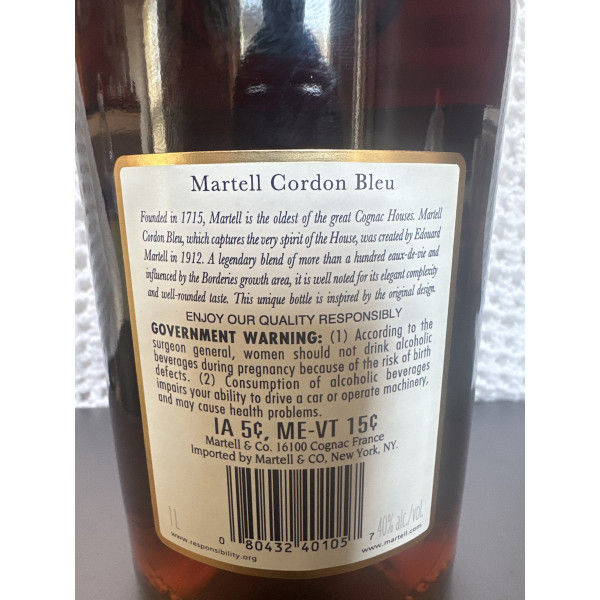 Martell Cordon Bleu
Founded in 1715, Martell is the oldest of the great Cognac Houses. Martell
Cordon Bleu, which captures the very spirit of the House, was created by Edouard
Martell in 1912. A legendary blend of more than a hundred eaux-de-vie and
influenced by the Borderies growth area, it is well noted for its elegant complexity
and well-rounded taste. This unique bottle is inspired by the original design.
ENJOY OUR QUALITY RESPONSIBLY
GOVERNMENT WARNING: (1) According to the
surgeon general, women should not drink alcoholic
beverages during pregnancy because of the risk of birth
defects. (2) Consumption of alcoholic beverages
impairs your ability to drive a car or operate machinery,
and may cause health problems.
IA 5¢, ME-VT 15¢
Martell & Co. 16100 Cognac France
Imported by Martell & CO, New York, NY.
1L
40% alc./vol.
0 80432 40105 7
www.responsibility.org
www.martell.com